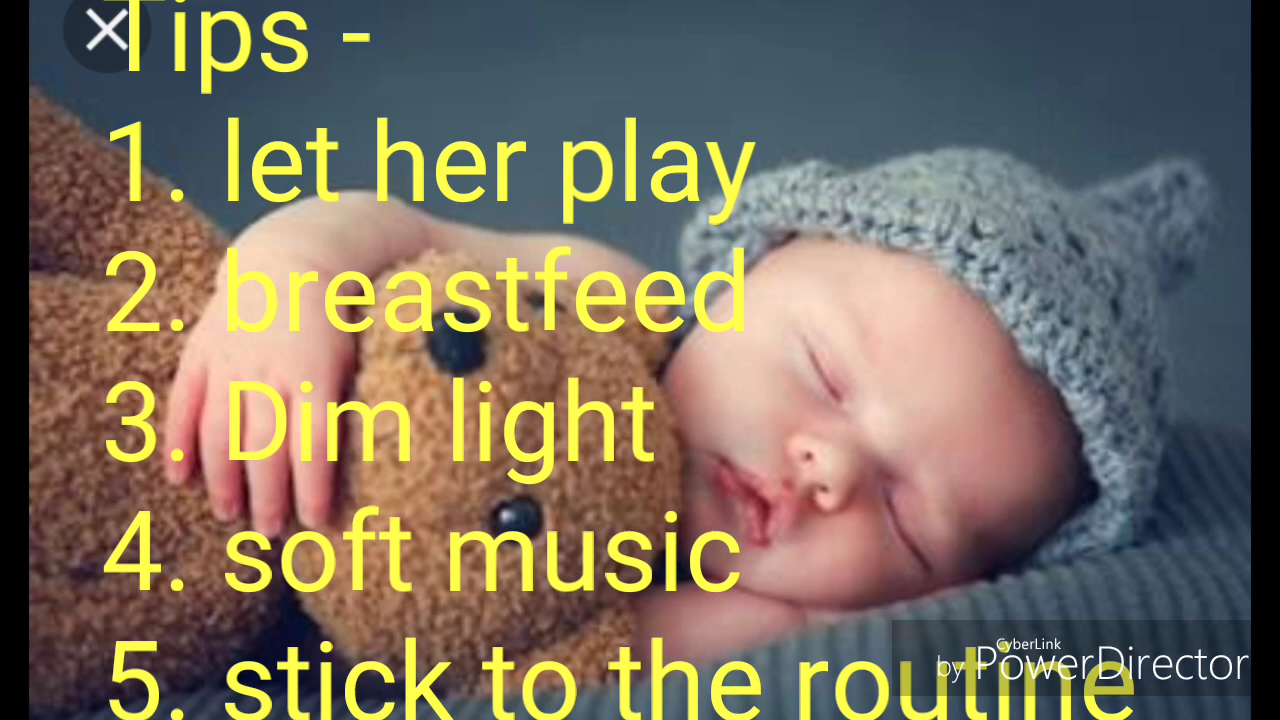 Tips -
1. let her play
2. breastfeed
3. Dim light
4. soft music
5. stick to the routine
CyberLink
by PowerDirector